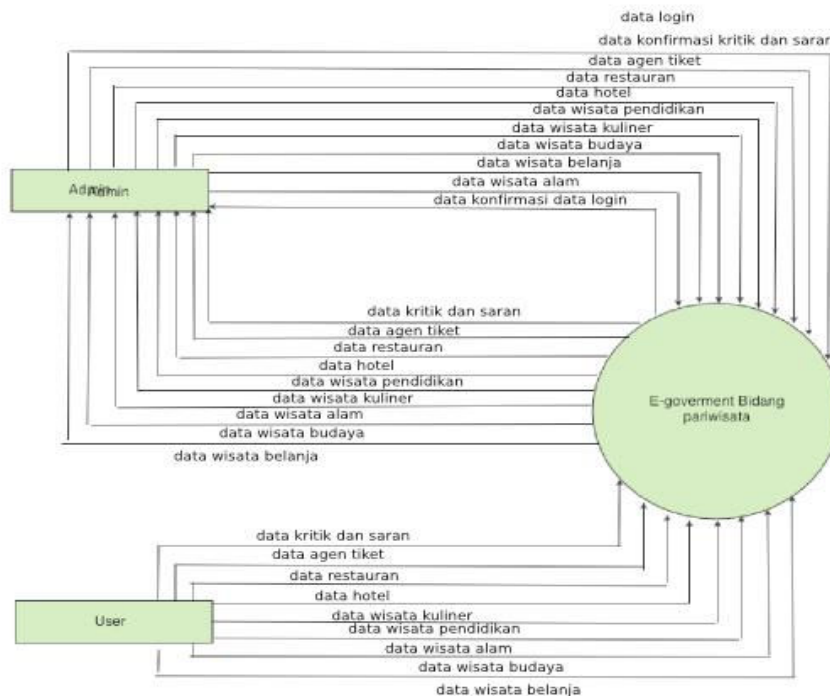 data login
data konfirmasi kritik dan saran
data agen tiket
data restauran
data hotel
data wisata pendidikan
data wisata kuliner
data wisata budaya
data wisata belanja
data wisata alam
data konfirmasi data login
Admin
Admin
data kritik dan saran
data agen tiket
data restauran
data hotel
data wisata pendidikan
data wisata kuliner
data wisata alam
data wisata budaya
data wisata belanja
E-goverment Bidang
pariwisata
data kritik dan saran
data agen tiket
data restauran
data hotel
data wisata kuliner
data wisata pendidikan
data wisata alam
data wisata budaya
data wisata belanja
User